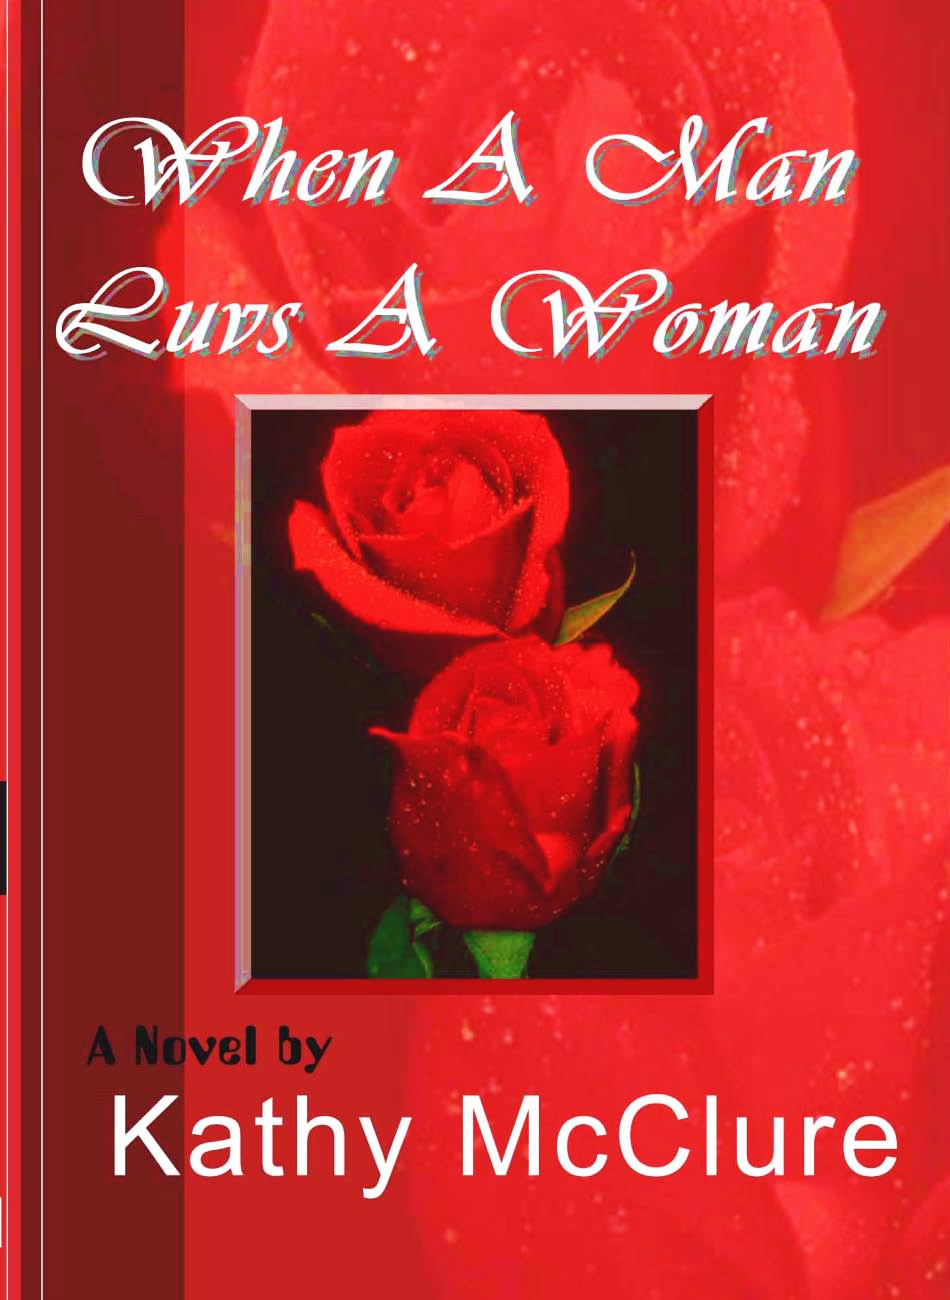 When A Man
Luvs A Woman
A Novel by
Kathy McClure